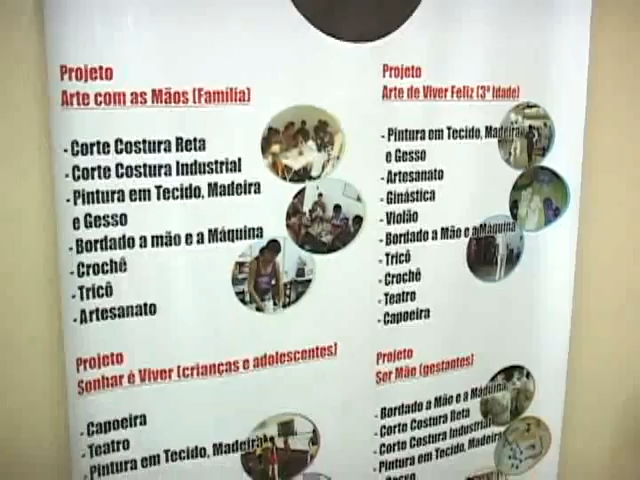 Projeto
Arte com as Mãos (Família)
- Corte Costura Reta
- Corte Costura Industrial
- Pintura em Tecido, Madeira
e Gesso
- Bordado a mão e a Máquina
- Crochê
- Tricô
- Artesanato
Projeto
Arte de Viver Feliz (3ª Idade)
- Pintura em Tecido, Madeira
e Gesso
- Artesanato
- Ginástica
- Violão
- Bordado a Mão e a Máquina
- Tricô
- Crochê
- Teatro
- Capoeira
Projeto
Sonhar é Viver (crianças e adolescentes)
- Capoeira
- Teatro
- Pintura em Tecido, Madeira
Projeto
Ser Mãe (gestantes)
- Bordado a Mão e a Máquina
- Corte Costura Reta
- Corte Costura Industrial
- Pintura em Tecido, Madeira